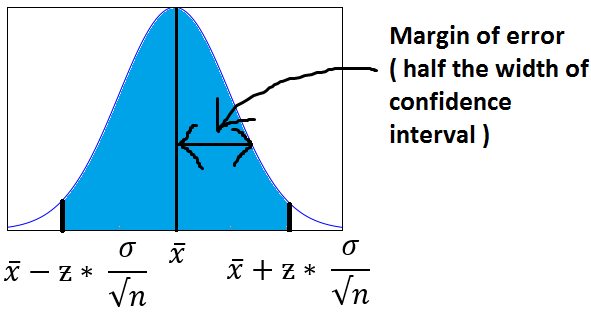 Margin of error
( half the width of
confidence
interval )
x̄ − z * σ/√n
x̄
x̄ + z * σ/√n